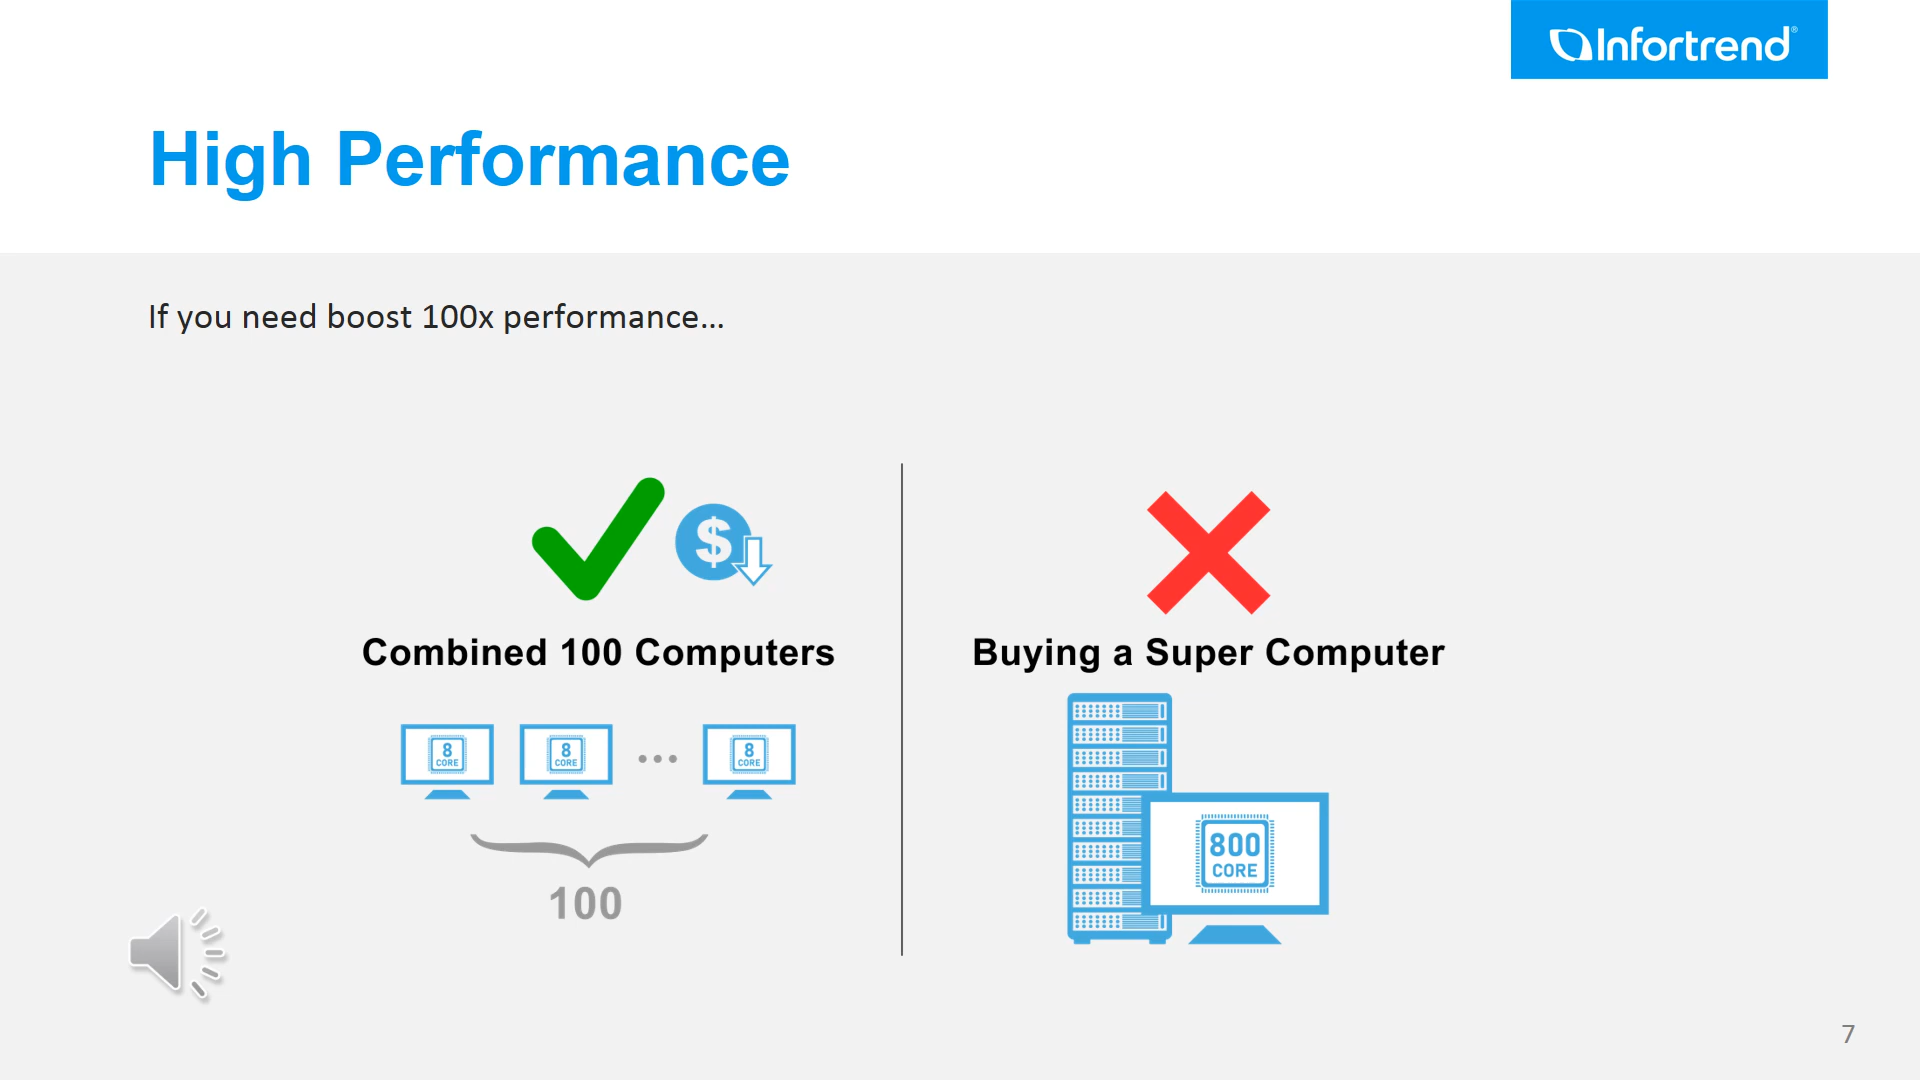 Infortrend®
High Performance
If you need boost 100x performance...
$
Combined 100 Computers
8
CORE
8
CORE
...
8
CORE
100
Buying a Super Computer
800
CORE
7